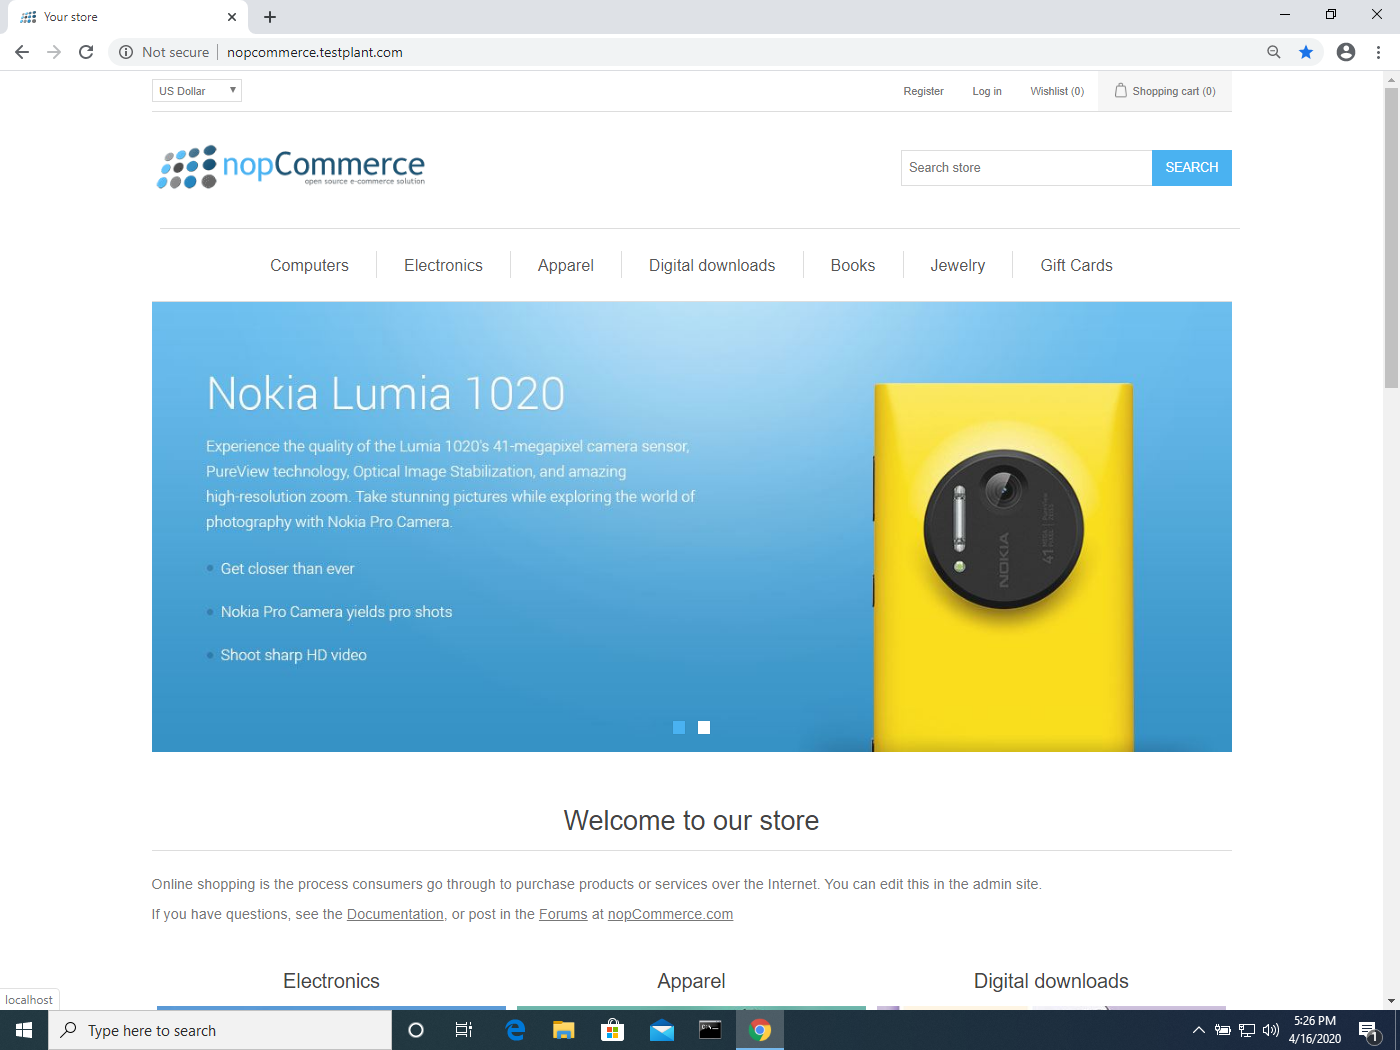 Your store
Not secure
nopcommerce.testplant.com
US Dollar
Register
Log in
Wishlist (0)
Shopping cart (0)
nopCommerce
open source e-commerce solution
Search store
SEARCH
Computers
Electronics
Apparel
Digital downloads
Books
Jewelry
Gift Cards
Nokia Lumia 1020
Experience the quality of the Lumia 1020's 41-megapixel camera sensor,
PureView technology, Optical Image Stabilization, and amazing
high-resolution zoom. Take stunning pictures while exploring the world of
photography with Nokia Pro Camera.
Get closer than ever
Nokia Pro Camera yields pro shots
Shoot sharp HD video
NOKIA
41
Welcome to our store
Online shopping is the process consumers go through to purchase products or services over the Internet. You can edit this in the admin site.
If you have questions, see the Documentation, or post in the Forums at nopCommerce.com
Electronics
Apparel
Digital downloads
localhost
Type here to search
5:26 PM
4/16/2020
1